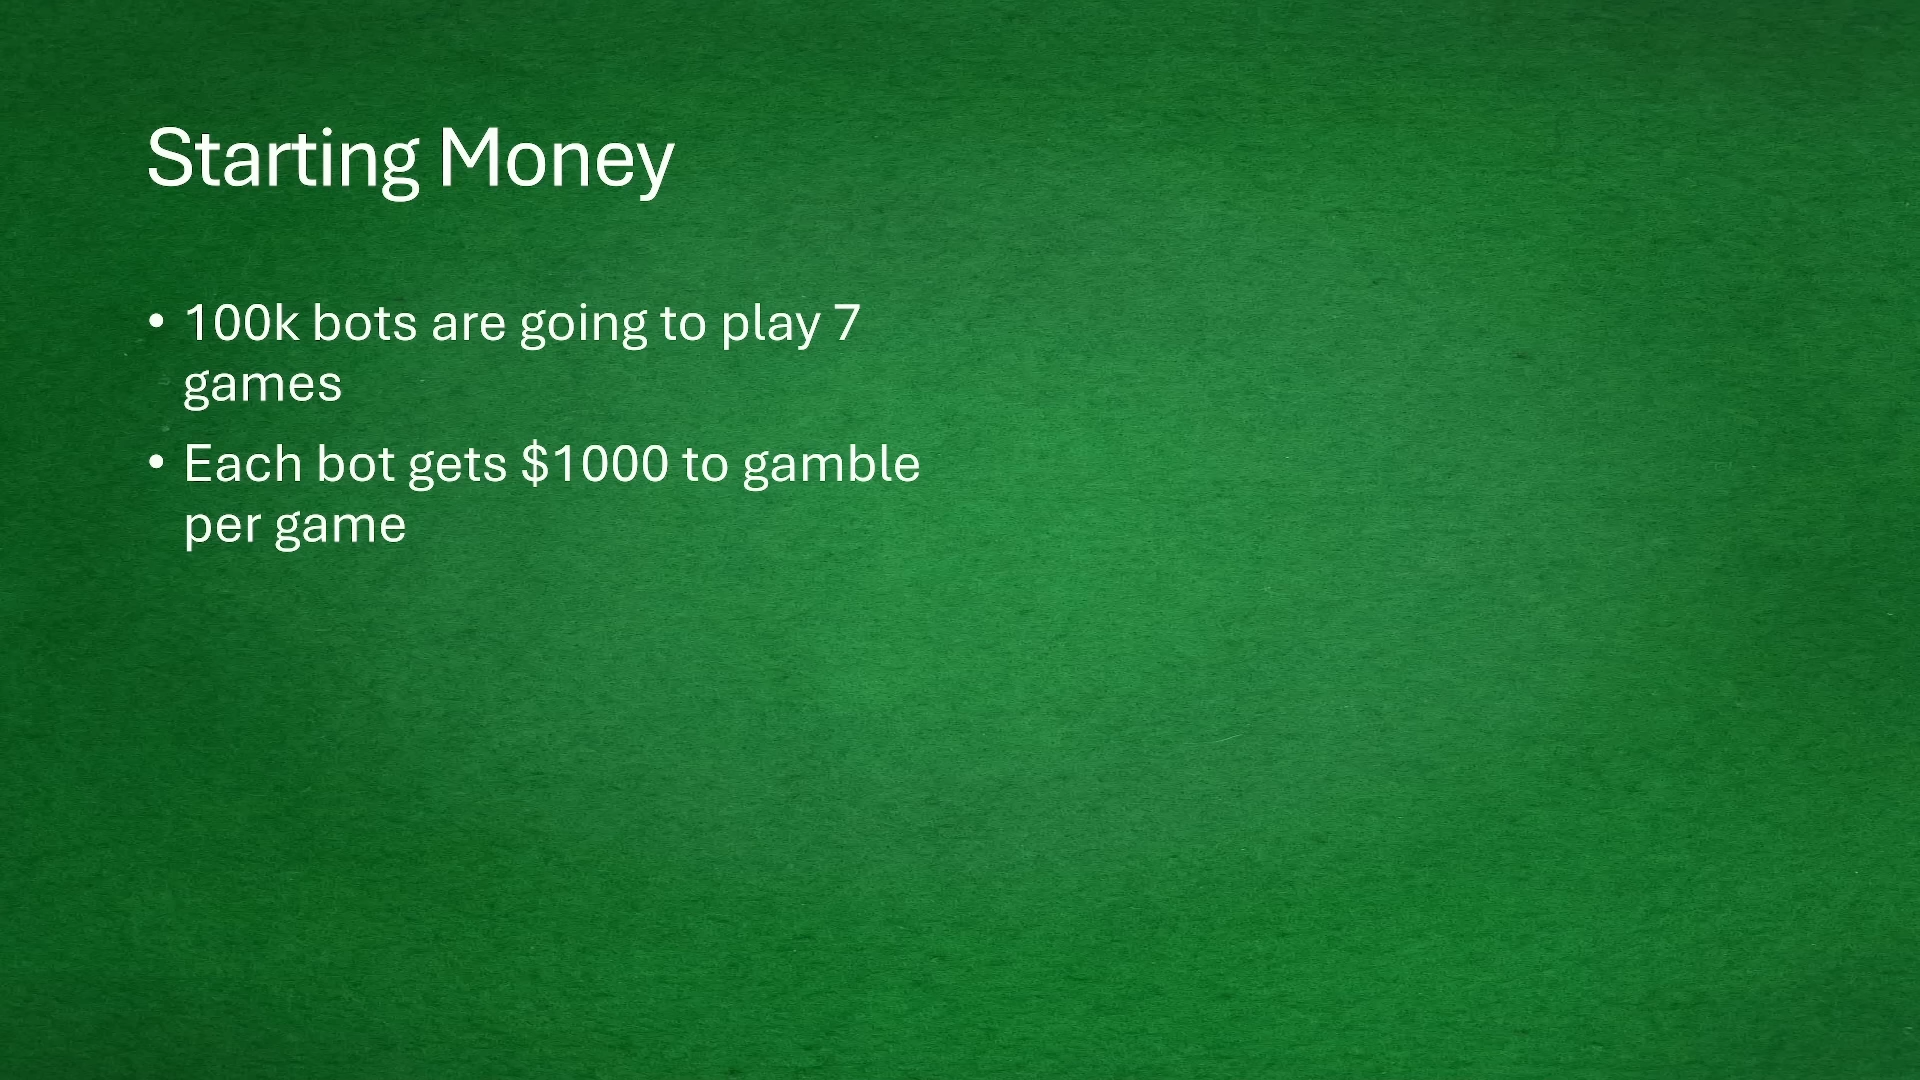 Starting Money
• 100k bots are going to play 7
games
• Each bot gets $1000 to gamble
per game